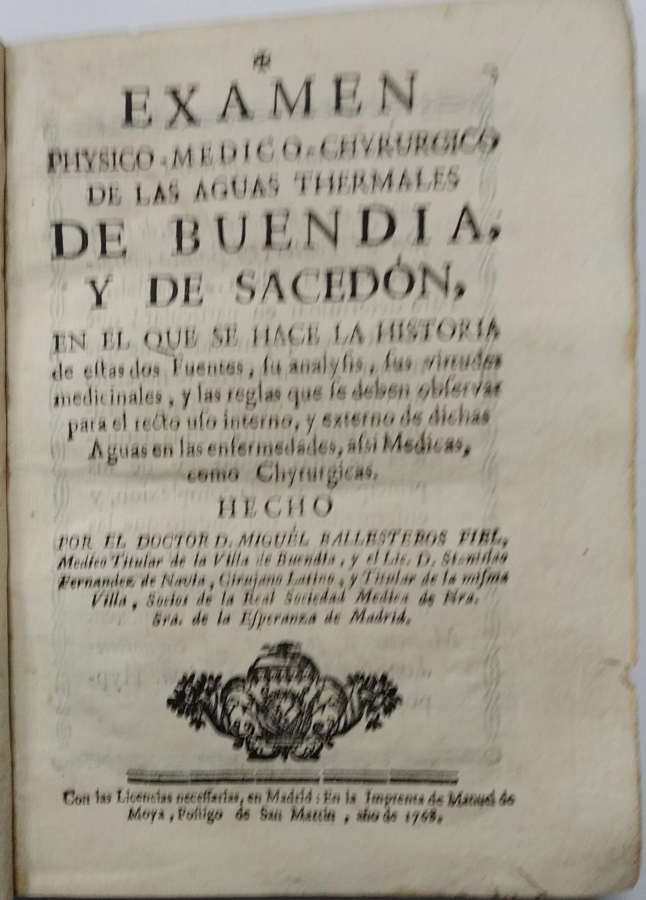 EXAMEN
PHYSICO-MEDICO-CHYRURGICO,
DE LAS AGUAS THERMALES
DE BUENDIA,
Y DE SACEDÓN,
EN EL QUE SE HACE LA HISTORIA
de eſtas dos Fuentes, ſu analyſis, ſus virtudes
medicinales, y las reglas que ſe deben obſervar
para el recto uſo interno, y externo de dichas
Aguas en las enfermedades, aſsi Medicas,
como Chyrurgicas.
HECHO
POR EL DOCTOR D. MIGUÉL BALLESTEROS FIEL,
Medico Titular de la Villa de Buendia, y el Lic. D. Stanislao
Fernandez de Navia, Cirujano Latino, y Titular de la miſma
Villa, Socios de la Real Sociedad Medica de Ntra.
Sra. de la Eſperanza de Madrid.
Con las Licencias neceſſarias, en Madrid: En la Imprenta de Manuel de
Moya, Poſtigo de San Martin, año de 1768.